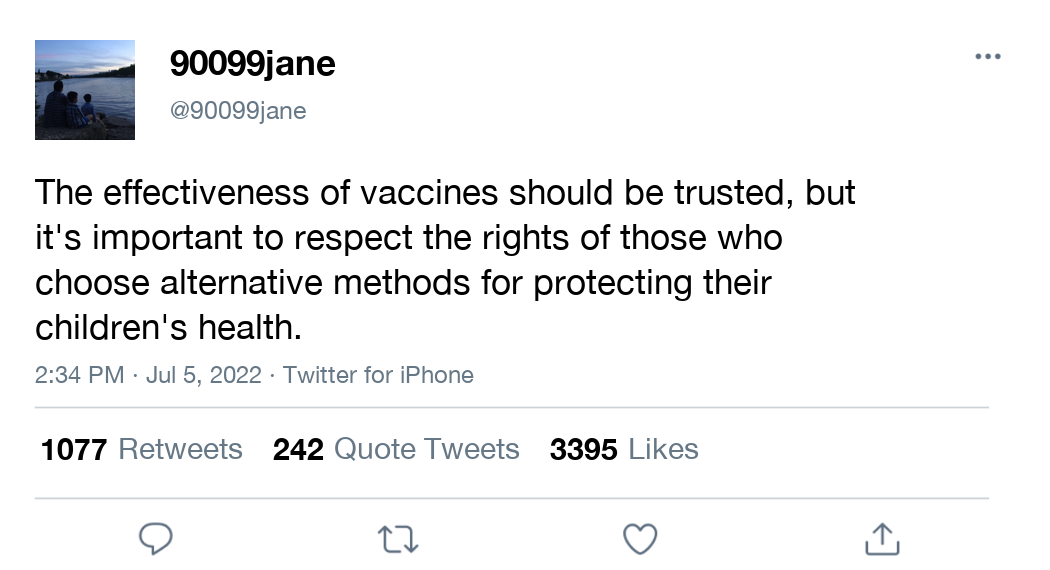 90099jane
@90099jane
The effectiveness of vaccines should be trusted, but
it's important to respect the rights of those who
choose alternative methods for protecting their
children's health.
2:34 PM · Jul 5, 2022 · Twitter for iPhone
1077 Retweets 242 Quote Tweets 3395 Likes